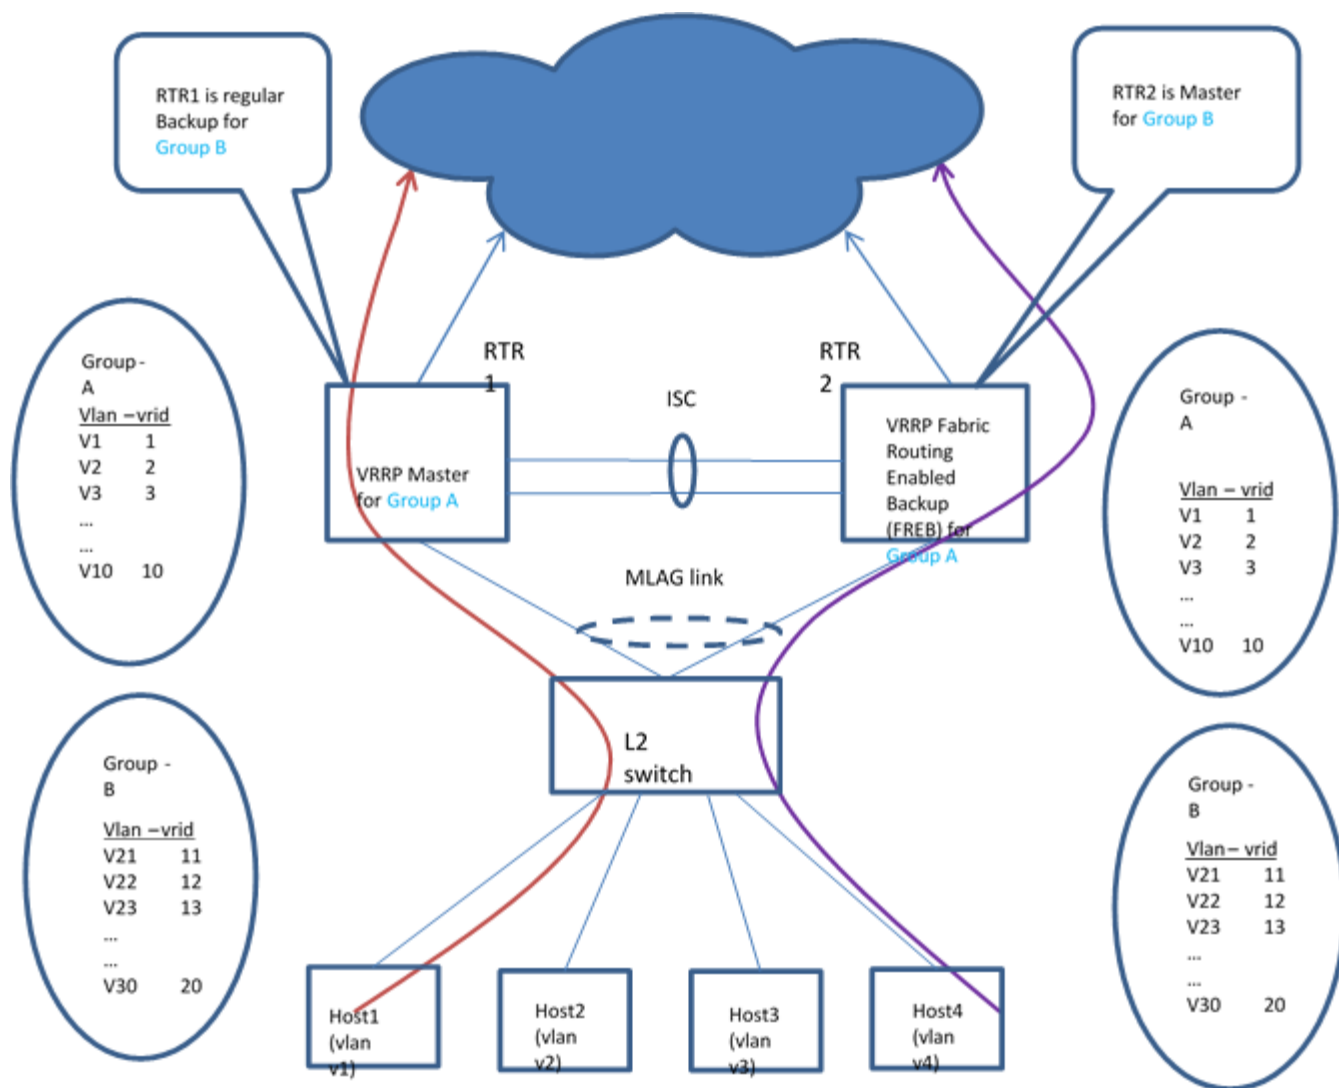 RTR1 is regular
Backup for
Group B
RTR2 is Master
for Group B
RTR
1
RTR
2
ISC
VRRP Master
for Group A
VRRP Fabric
Routing
Enabled
Backup
(FREB) for
Group A
MLAG link
Group -
A
Vlan – vrid
V1 1
V2 2
V3 3
...
...
V10 10
Group -
A
Vlan – vrid
V1 1
V2 2
V3 3
...
...
V10 10
L2
switch
Group -
B
Vlan – vrid
V21 11
V22 12
V23 13
...
...
V30 20
Group -
B
Vlan – vrid
V21 11
V22 12
V23 13
...
...
V30 20
Host1
(vlan
v1)
Host2
(vlan
v2)
Host3
(vlan
v3)
Host4
(vlan
v4)